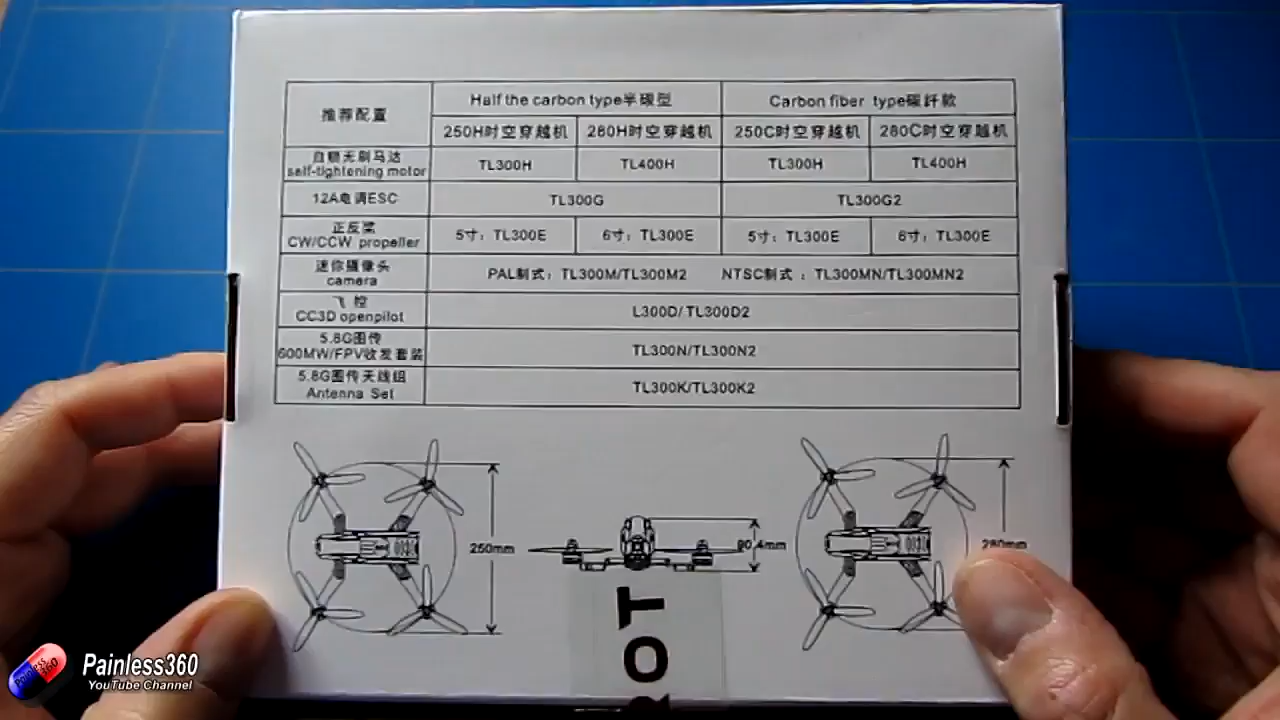 推荐配置
Half the carbon type半碳型
Carbon fiber type碳纤款
250H时空穿越机
280H时空穿越机
250C时空穿越机
280C时空穿越机
自锁无刷马达
self-tightening motor
TL300H
TL400H
TL300H
TL400H
12A电调ESC
TL300G
TL300G2
正反桨
CW/CCW propeller
5寸：TL300E
6寸：TL300E
5寸：TL300E
6寸：TL300E
迷你摄像头
camera
PAL制式：TL300M/TL300M2
NTSC制式：TL300MN/TL300MN2
飞控
CC3D openpilot
L300D/TL300D2
5.8G图传
600MW/FPV收发套装
TL300N/TL300N2
5.8G图传天线组
Antenna Set
TL300K/TL300K2
250mm
90.4mm
280mm
ROT
Painless360
Painless360
YouTube Channel